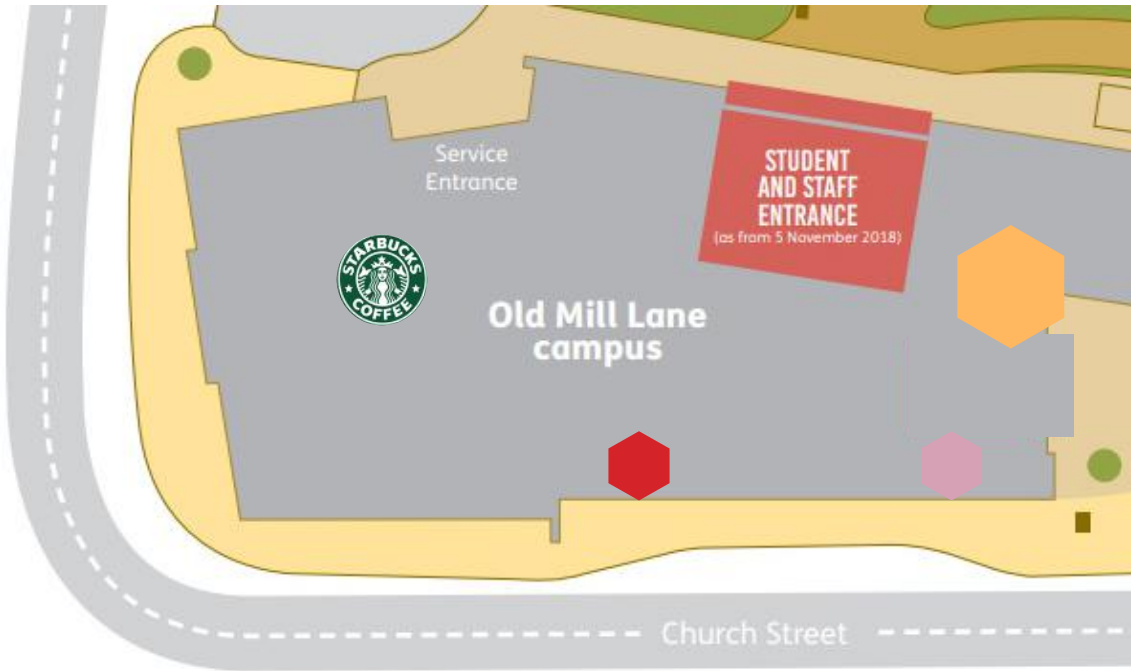 Service
Entrance
STUDENT
AND STAFF
ENTRANCE
(as from 5 November 2018)
STARBUCKS
COFFEE
Old Mill Lane
campus
Church Street